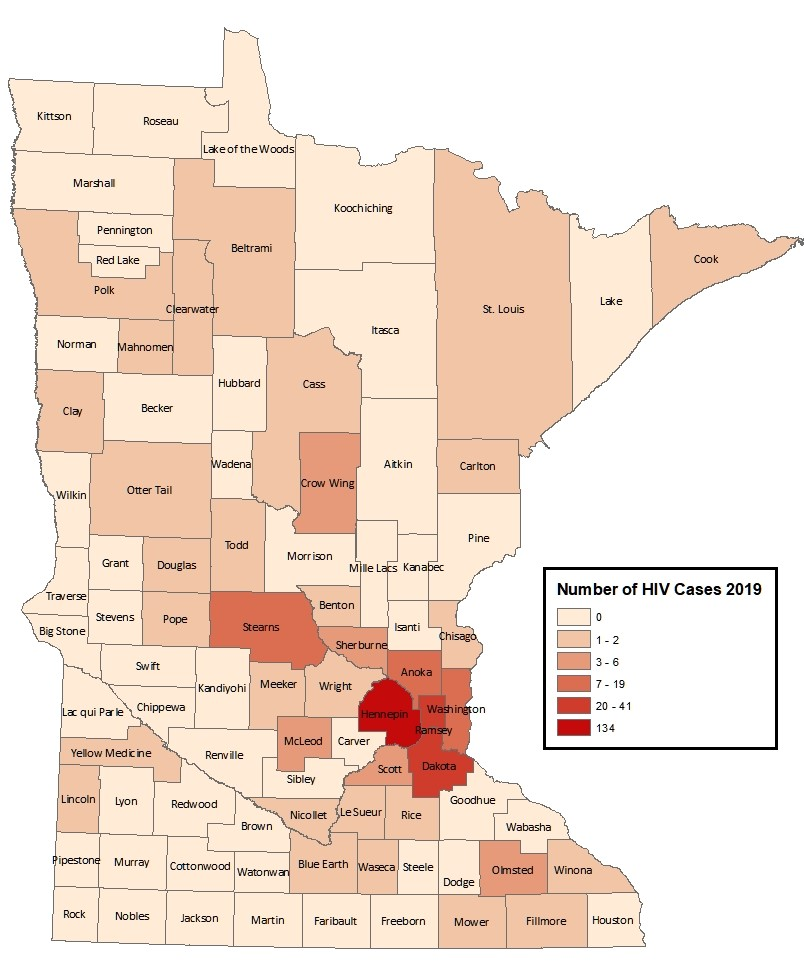 Kittson
Roseau
Lake of the Woods
Marshall
Koochiching
Pennington
Beltrami
Red Lake
Cook
Polk
Lake
Clearwater
St. Louis
Itasca
Norman
Mahnomen
Hubbard
Cass
Clay
Becker
Wadena
Aitkin
Carlton
Crow Wing
Otter Tail
Wilkin
Pine
Todd
Morrison
Grant
Douglas
Mille Lacs
Kanabec
Traverse
Benton
Stevens
Pope
Stearns
Isanti
Big Stone
Chisago
Sherburne
Swift
Anoka
Meeker
Wright
Kandiyohi
Chippewa
Lac qui Parle
Washington
Hennepin
Ramsey
McLeod
Carver
Yellow Medicine
Renville
Scott
Dakota
Sibley
Lincoln
Lyon
Redwood
Goodhue
Nicollet
Le Sueur
Rice
Brown
Wabasha
Pipestone
Murray
Cottonwood
Watonwan
Blue Earth
Waseca
Steele
Dodge
Olmsted
Winona
Rock
Nobles
Jackson
Martin
Faribault
Freeborn
Mower
Fillmore
Houston
Number of HIV Cases 2019
0
1 - 2
3 - 6
7 - 19
20 - 41
134